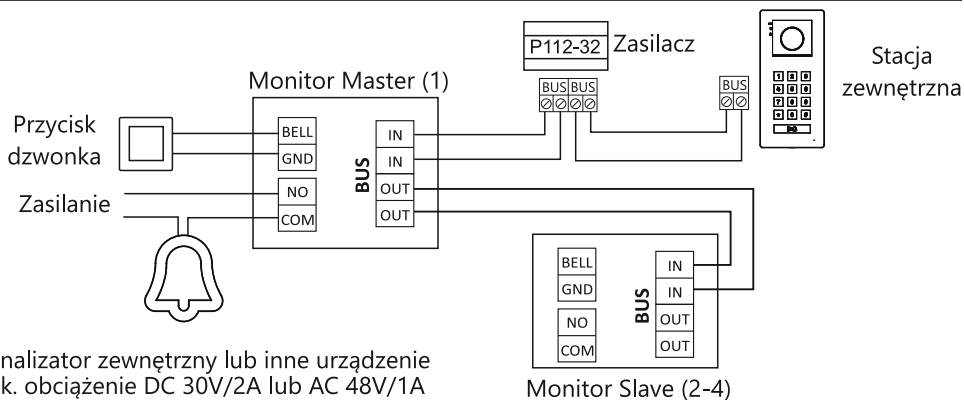 P112-32
Zasilacz
BUS BUS
BUS
Stacja
zewnętrzna
Monitor Master (1)
Przycisk
dzwonka
Zasilanie
BELL
GND
NO
COM
BUS
IN
IN
OUT
OUT
BELL
GND
NO
COM
BUS
IN
IN
OUT
OUT
Monitor Slave (2-4)
nalizator zewnętrzny lub inne urządzenie
k. obciążenie DC 30V/2A lub AC 48V/1A